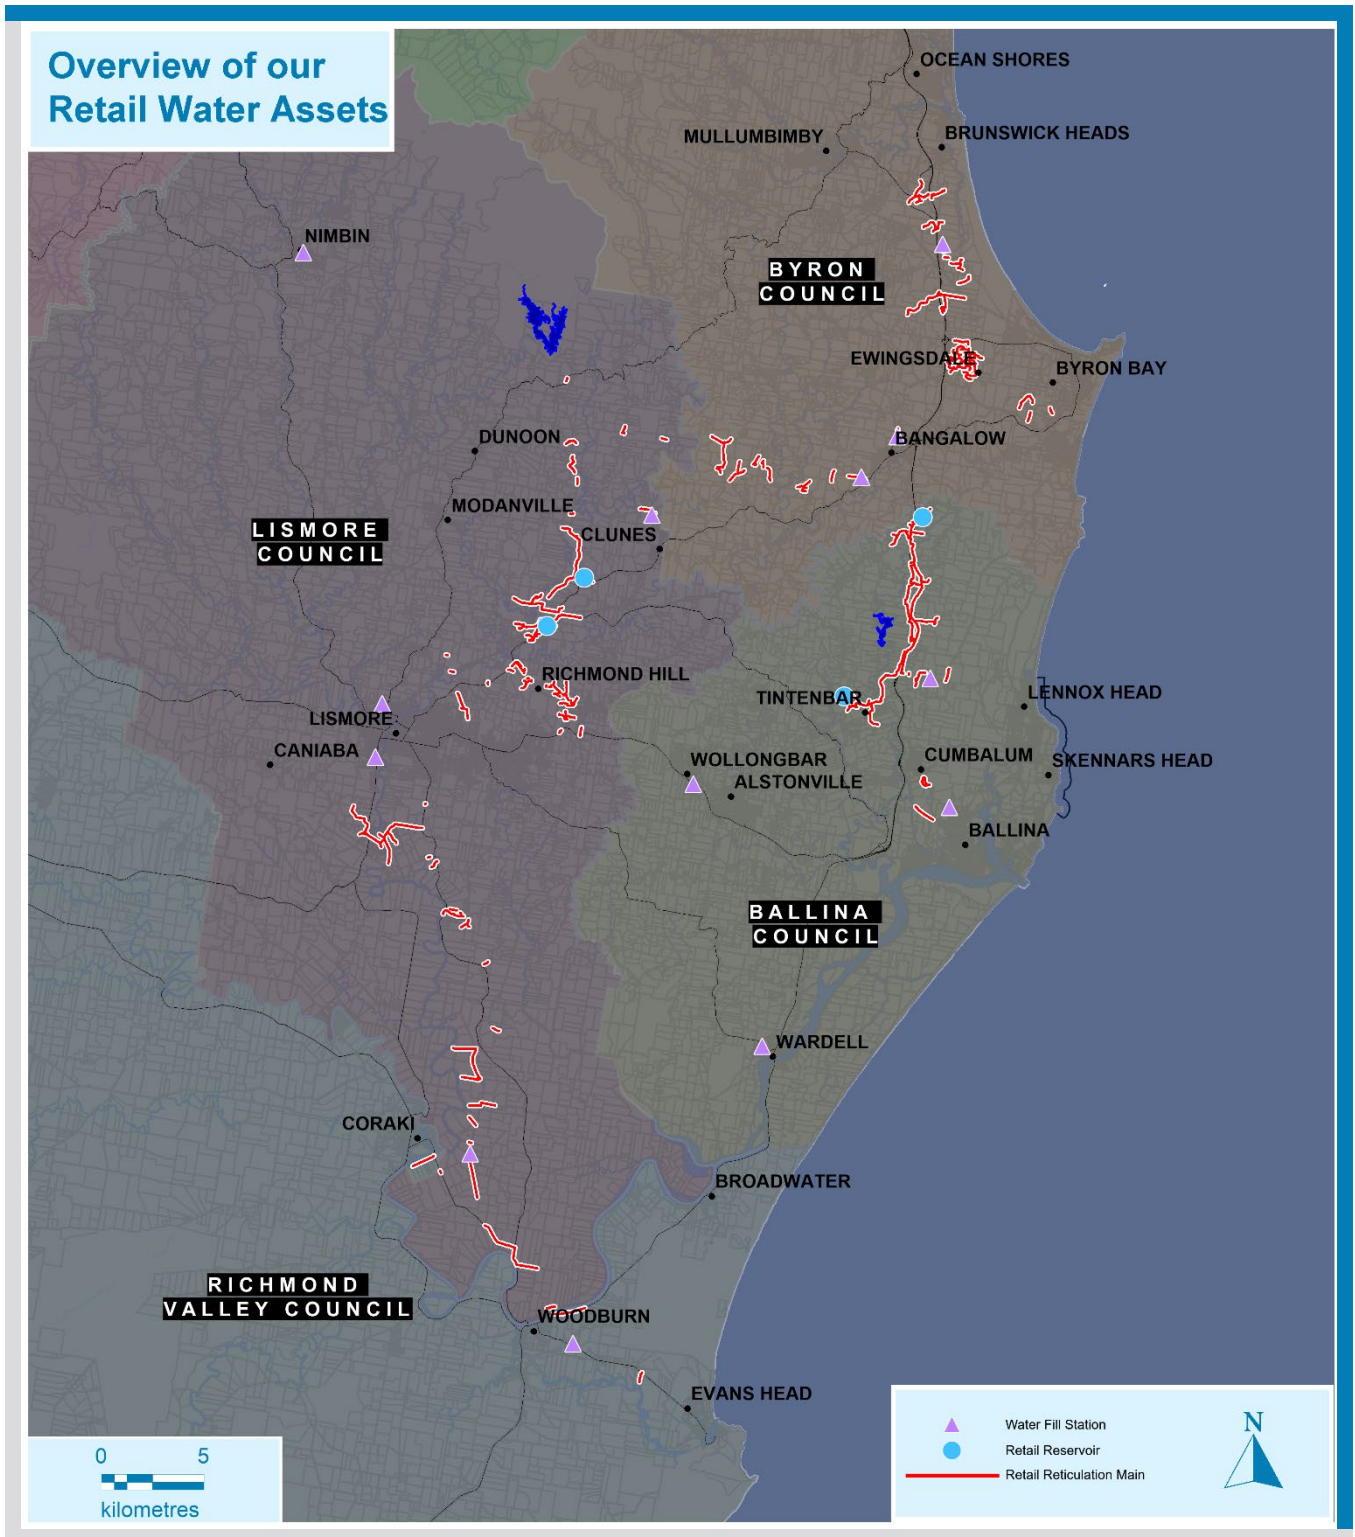 Overview of our
Retail Water Assets
OCEAN SHORES
MULLUMBIMBY
BRUNSWICK HEADS
NIMBIN
BYRON
COUNCIL
EWINGSDALE
BYRON BAY
DUNOON
BANGALOW
MODANVILLE
LISMORE
COUNCIL
CLUNES
RICHMOND HILL
TINTENBAR
LENNOX HEAD
LISMORE
CANIABA
WOLLONGBAR
CUMBALUM
SKENNARS HEAD
ALSTONVILLE
BALLINA
BALLINA
COUNCIL
WARDELL
CORAKI
BROADWATER
RICHMOND
VALLEY COUNCIL
WOODBURN
EVANS HEAD
Water Fill Station
Retail Reservoir
Retail Reticulation Main
N
0 5
kilometres